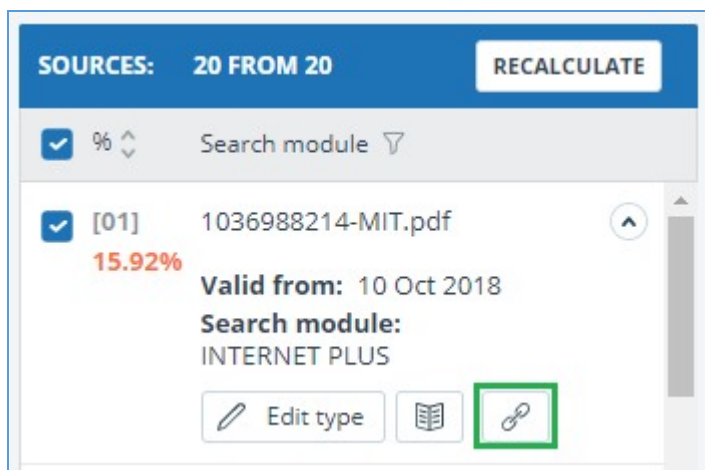 SOURCES: 20 FROM 20 RECALCULATE
% Search module
[01] 1036988214-MIT.pdf
15.92%
Valid from: 10 Oct 2018
Search module:
INTERNET PLUS
Edit type